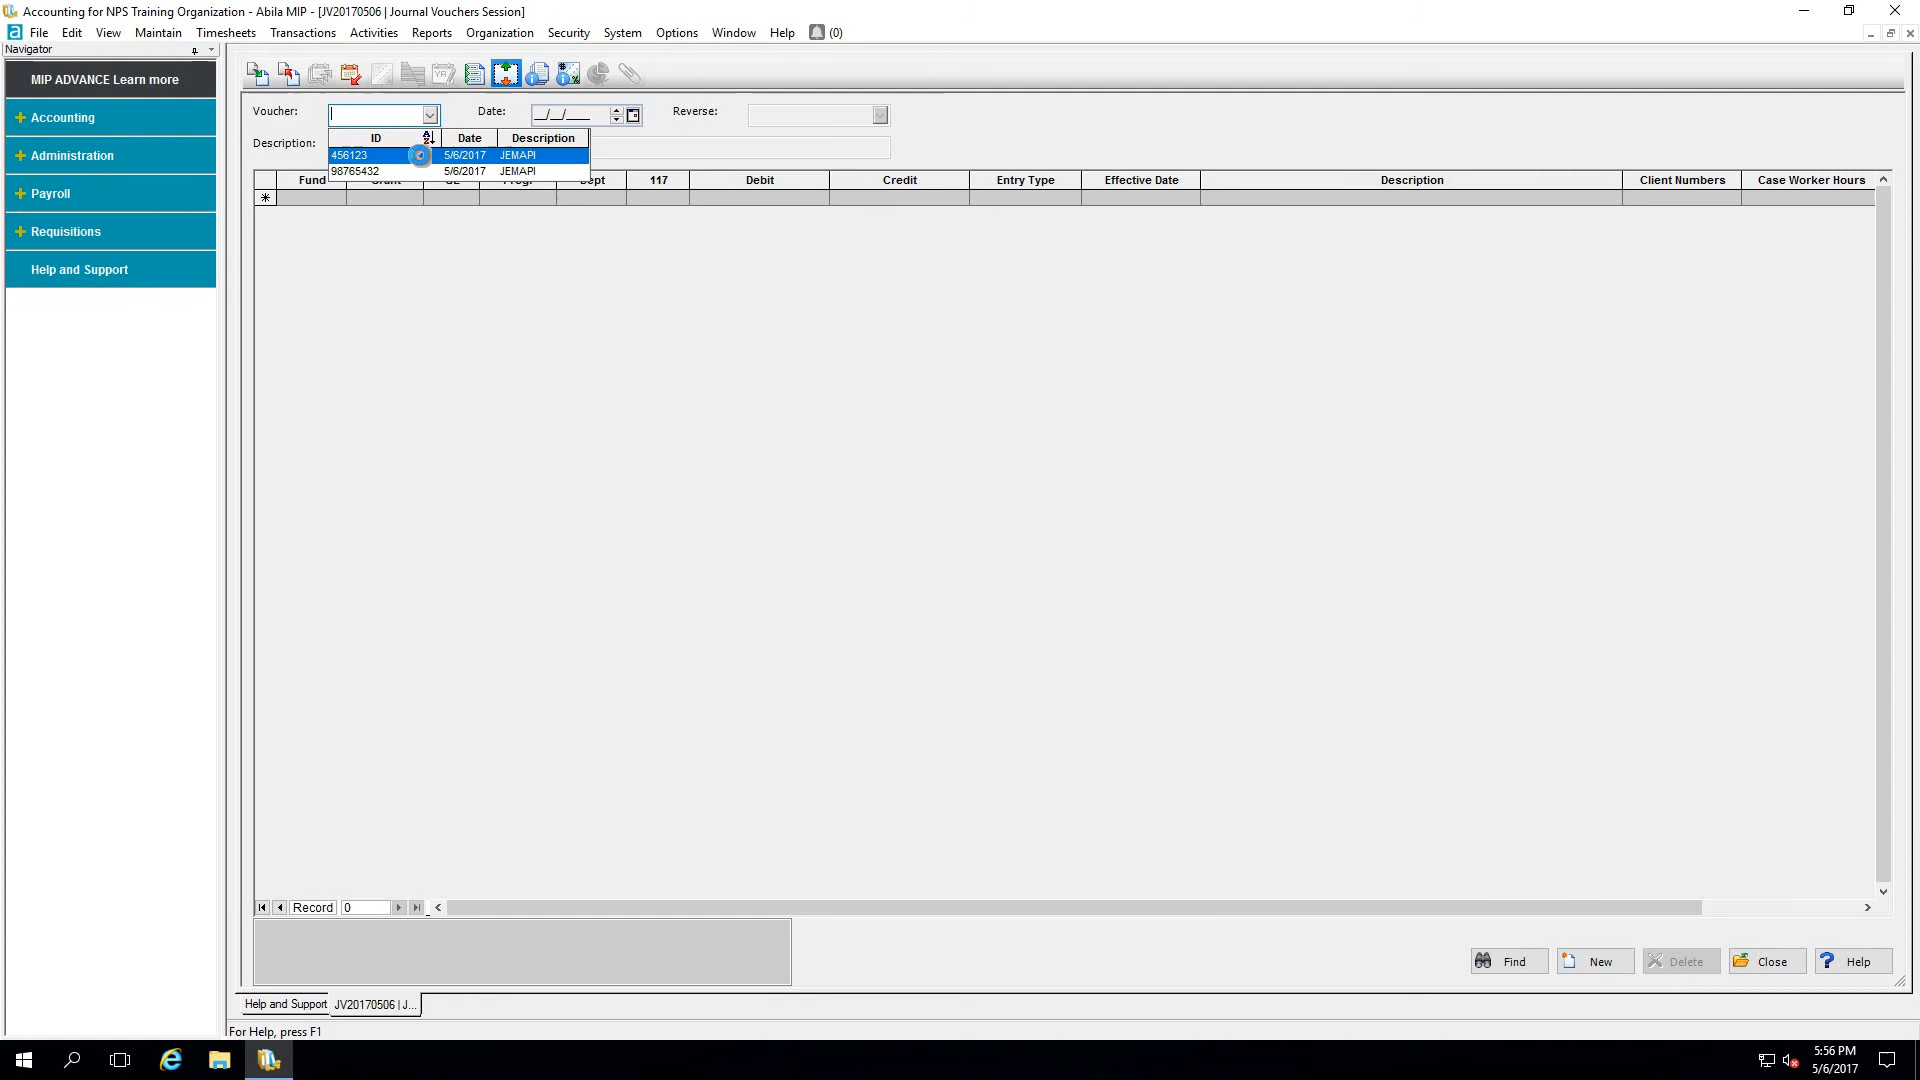 Accounting for NPS Training Organization - Abila MIP - [JV20170506 | Journal Vouchers Session]
File Edit View Maintain Timesheets Transactions Activities Reports Organization Security System Options Window Help (0)
Navigator
MIP ADVANCE Learn more
Accounting
Administration
Payroll
Requisitions
Help and Support
Voucher: Date: __/__/____ Reverse:
Description:
ID Date Description
456123 5/6/2017 JEMAPI
98765432 5/6/2017 JEMAPI
Fund 117 Debit Credit Entry Type Effective Date Description Client Numbers Case Worker Hours
Record 0
Find New Delete Close Help
Help and Support JV20170506 | J...
For Help, press F1
5:56 PM
5/6/2017